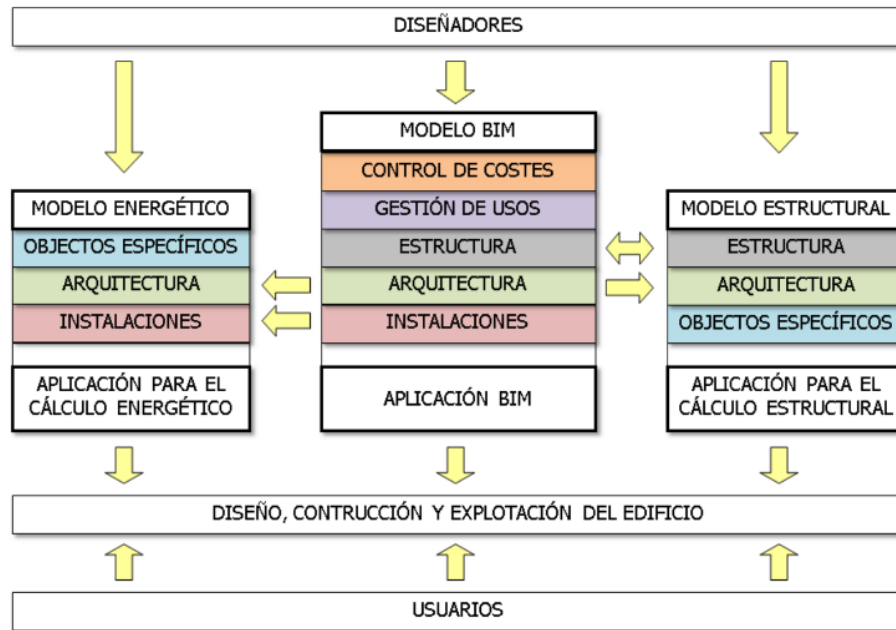 DISEÑADORES
MODELO BIM
CONTROL DE COSTES
GESTIÓN DE USOS
ESTRUCTURA
ARQUITECTURA
INSTALACIONES
APLICACIÓN BIM
MODELO ENERGÉTICO
OBJECTOS ESPECÍFICOS
ARQUITECTURA
INSTALACIONES
APLICACIÓN PARA EL
CÁLCULO ENERGÉTICO
MODELO ESTRUCTURAL
ESTRUCTURA
ARQUITECTURA
OBJECTOS ESPECÍFICOS
APLICACIÓN PARA EL
CÁLCULO ESTRUCTURAL
DISEÑO, CONTRUCCIÓN Y EXPLOTACIÓN DEL EDIFICIO
USUARIOS